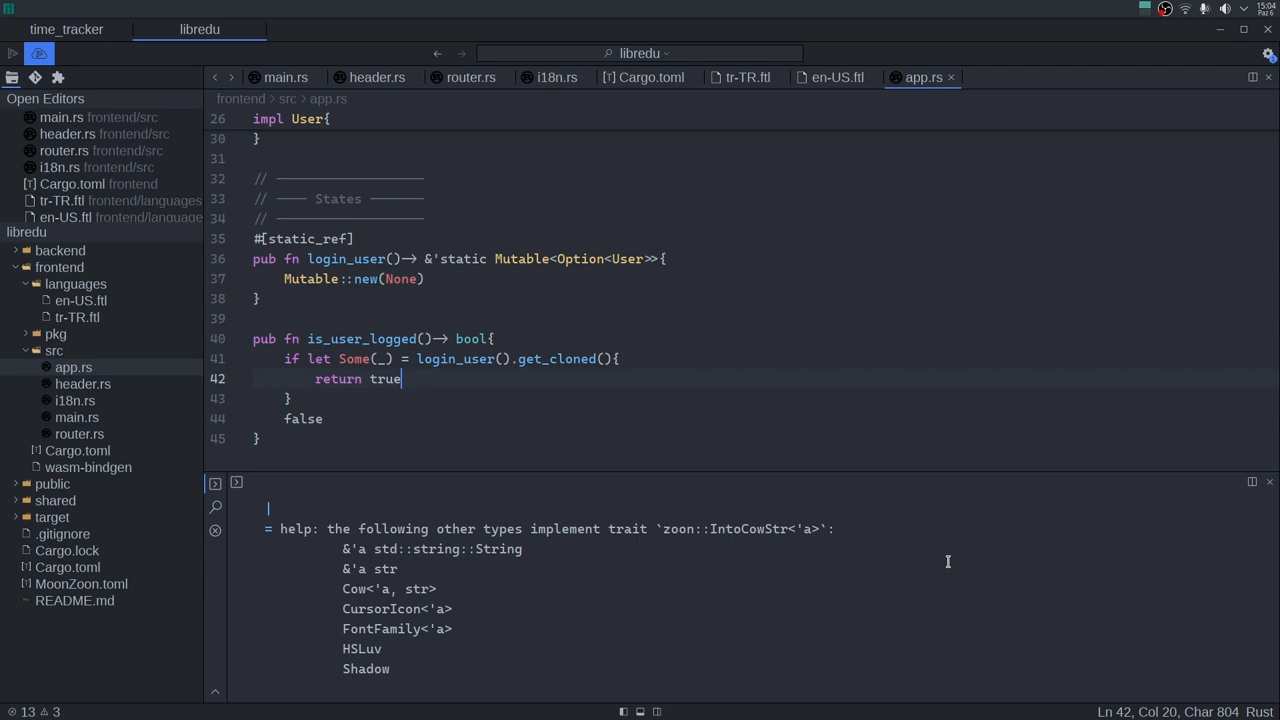 15:04
Paz 6
time_tracker
libredu
libredu
main.rs
header.rs
router.rs
i18n.rs
Cargo.toml
tr-TR.ftl
en-US.ftl
app.rs
Open Editors
main.rs frontend/src
header.rs frontend/src
router.rs frontend/src
i18n.rs frontend/src
Cargo.toml frontend
tr-TR.ftl frontend/languages
en-US.ftl frontend/language
libredu
backend
frontend
languages
en-US.ftl
tr-TR.ftl
pkg
src
app.rs
header.rs
i18n.rs
main.rs
router.rs
Cargo.toml
wasm-bindgen
public
shared
target
.gitignore
Cargo.lock
Cargo.toml
MoonZoon.toml
README.md
frontend › src › app.rs
26 impl User{
30 }
31
32 // ───────────────────
33 // ──── States ───────
34 // ───────────────────
35 #[static_ref]
36 pub fn login_user()-> &'static Mutable<Option<User>>{
37 Mutable::new(None)
38 }
39
40 pub fn is_user_logged()-> bool{
41 if let Some(_) = login_user().get_cloned(){
42 return true
43 }
44 false
45 }
|
= help: the following other types implement trait `zoon::IntoCowStr<'a>`:
&'a std::string::String
&'a str
Cow<'a, str>
CursorIcon<'a>
FontFamily<'a>
HSLuv
Shadow
13 3
Ln 42, Col 20, Char 804 Rust